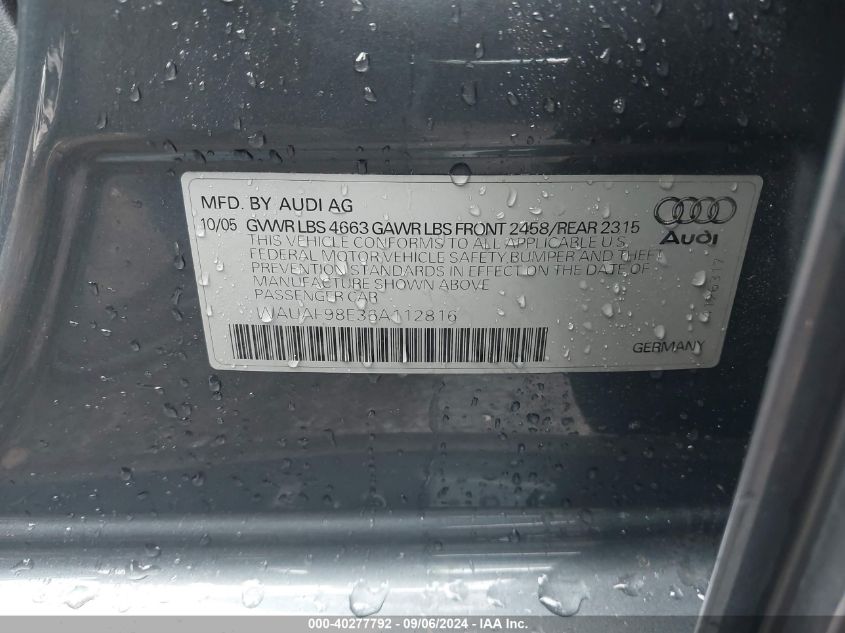 MFD. BY AUDI AG
10/05 GVWR LBS 4663 GAWR LBS FRONT 2458/REAR 2315
THIS VEHICLE CONFORMS TO ALL APPLICABLE U.S.
FEDERAL MOTOR VEHICLE SAFETY,BUMPER AND THEFT
PREVENTION STANDARDS IN EFFECT ON THE DATE OF
MANUFACTURE SHOWN ABOVE
PASSENGER CAR
WAUAF98E36A112816
Audi
GERMANY
000-40277792 - 09/06/2024 - IAAI Inc.